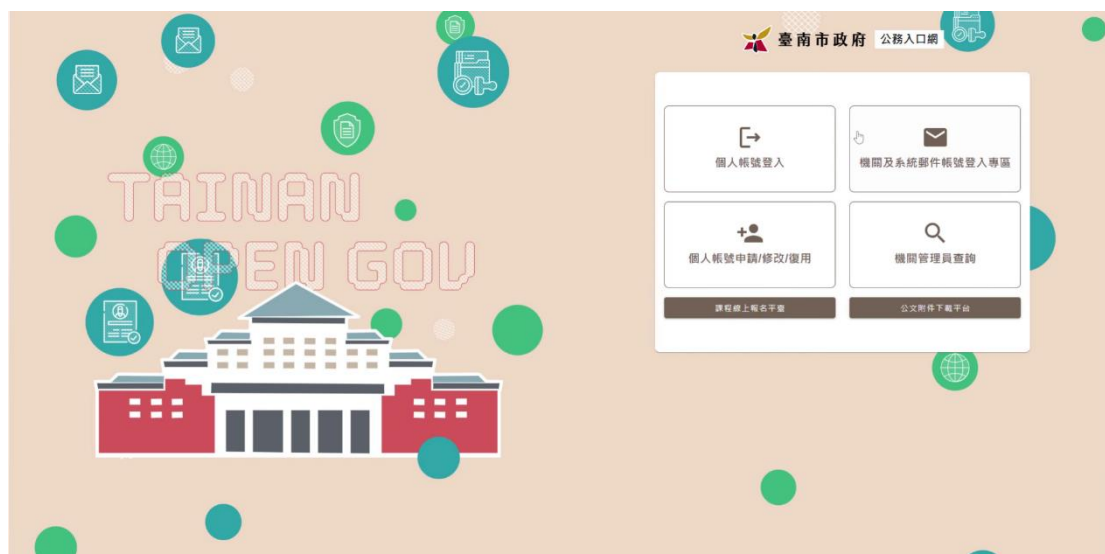 臺南市政府 公務入口網
TAINAN
OPEN GOV
個人帳號登入
機關及系統郵件帳號登入專區
個人帳號申請/修改/復用
機關管理員查詢
課程線上報名平臺
公文附件下載平台